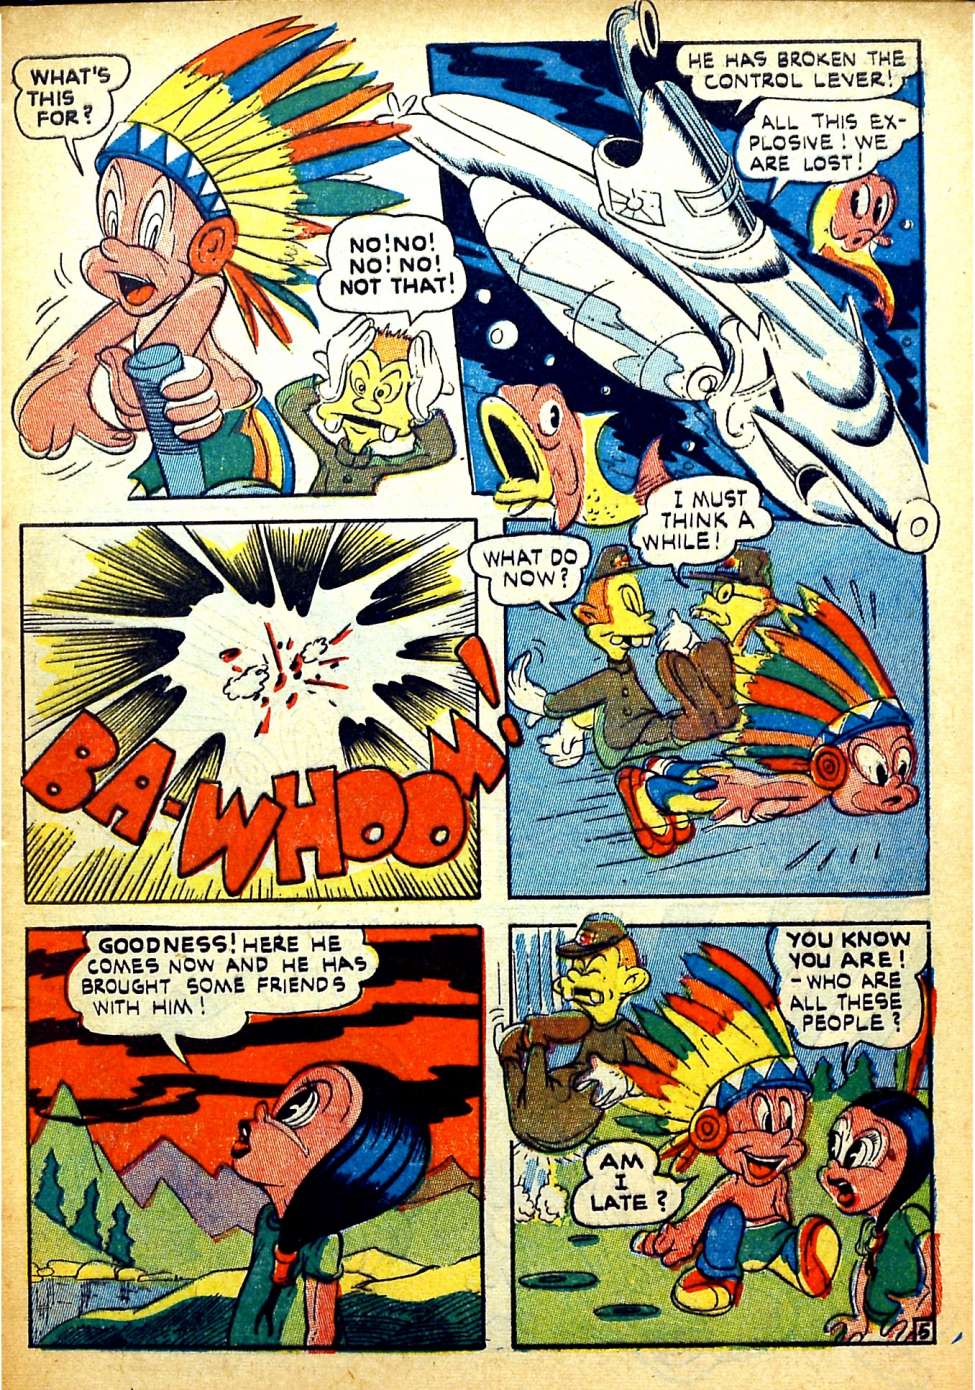 WHAT'S
THIS
FOR?
NO! NO!
NO! NO!
NOT THAT!
HE HAS BROKEN THE
CONTROL LEVER!
ALL THIS EX-
PLOSIVE! WE
ARE LOST!
BA-WHOOM!
WHAT DO
NOW?
I MUST
THINK A
WHILE!
GOODNESS! HERE HE
COMES NOW AND HE HAS
BROUGHT SOME FRIENDS
WITH HIM!
YOU KNOW
YOU ARE!
-WHO ARE
ALL THESE
PEOPLE?
AM
I
LATE?
5